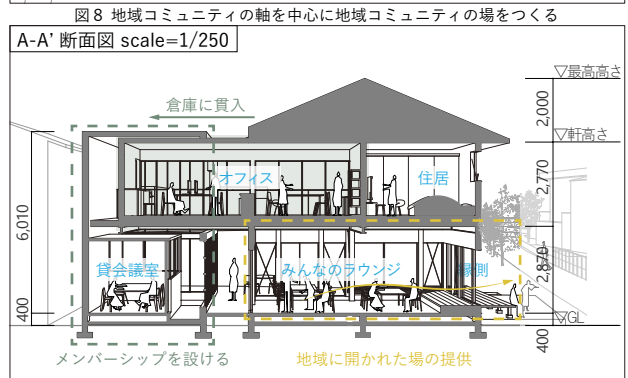 図8 地域コミュニティの軸を中心に地域コミュニティの場をつくる
A-A’ 断面図 scale=1/250
倉庫に貫入
▽最高高さ
2,000
▽軒高さ
オフィス
住居
2,770
6,010
貸会議室
みんなのラウンジ
縁側
2,870
400
▽GL
400
メンバーシップを設ける
地域に開かれた場の提供